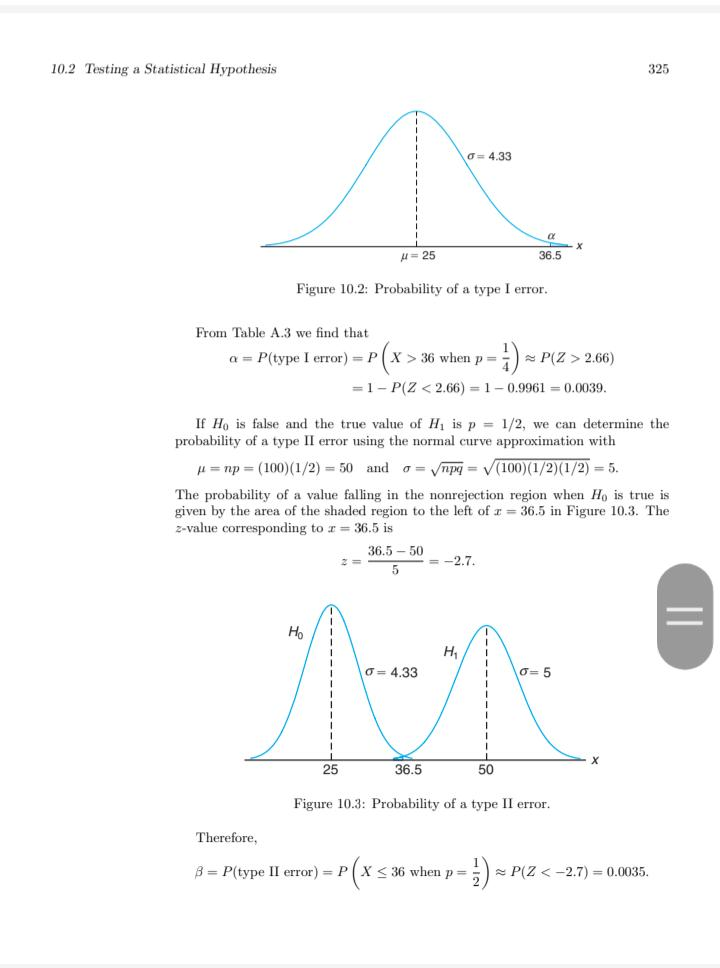 10.2 Testing a Statistical Hypothesis 325
σ = 4.33
α
x
μ = 25 36.5
Figure 10.2: Probability of a type I error.
From Table A.3 we find that
α = P(type I error) = P(X > 36 when p = 1/4) ≈ P(Z > 2.66)
= 1 − P(Z < 2.66) = 1 − 0.9961 = 0.0039.
If H₀ is false and the true value of H₁ is p = 1/2, we can determine the
probability of a type II error using the normal curve approximation with
μ = np = (100)(1/2) = 50 and σ = √npq = √(100)(1/2)(1/2) = 5.
The probability of a value falling in the nonrejection region when H₀ is true is
given by the area of the shaded region to the left of x = 36.5 in Figure 10.3. The
z-value corresponding to x = 36.5 is
z = (36.5 − 50)/5 = −2.7.
H₀
H₁
σ = 4.33 σ = 5
x
25 36.5 50
Figure 10.3: Probability of a type II error.
Therefore,
β = P(type II error) = P(X ≤ 36 when p = 1/2) ≈ P(Z < −2.7) = 0.0035.